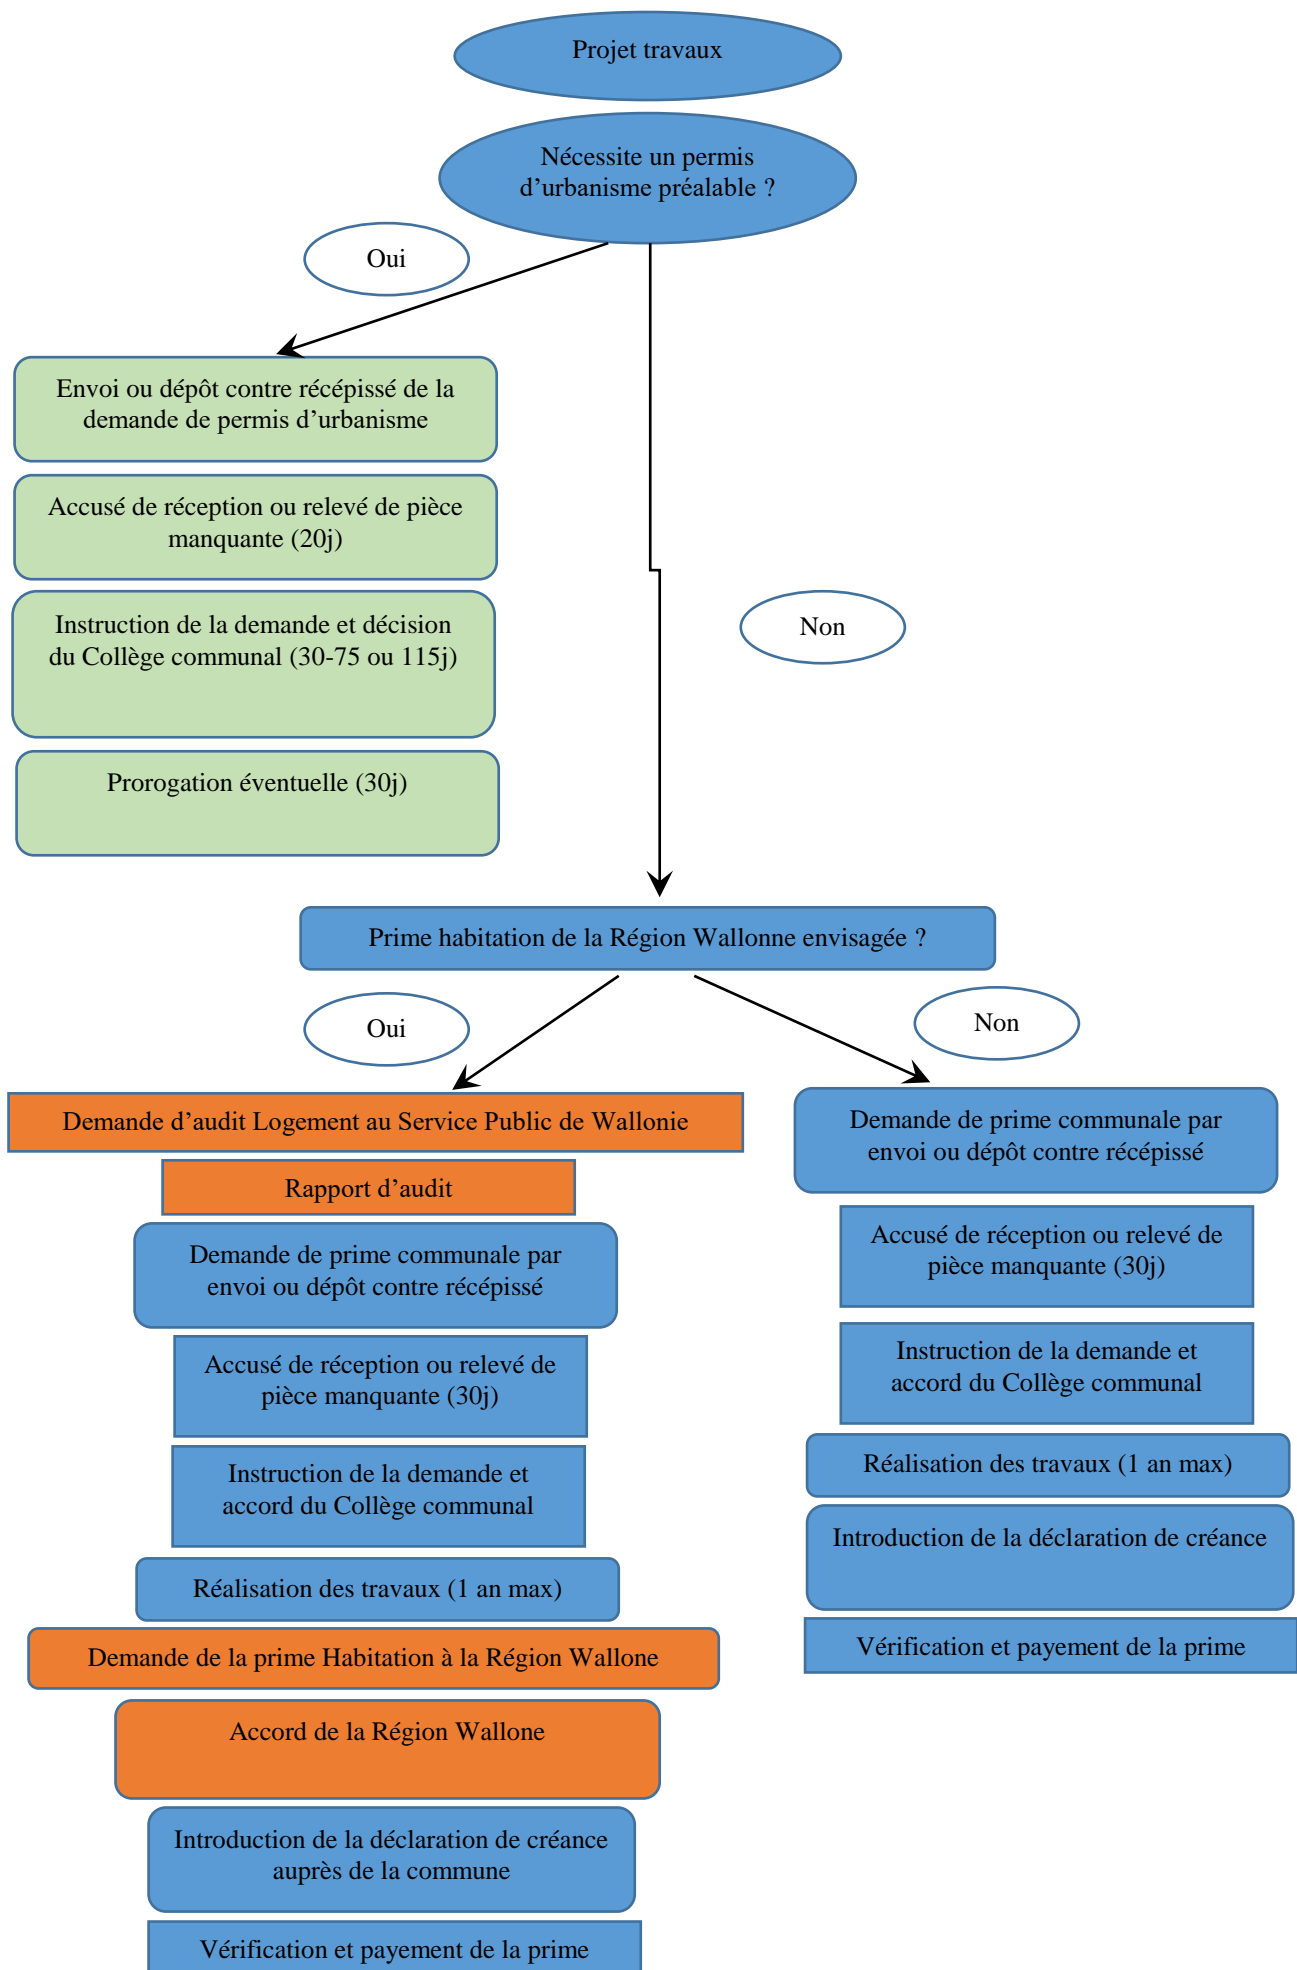 Projet travaux
Nécessite un permis
d’urbanisme préalable ?
Oui
Envoi ou dépôt contre récépissé de la
demande de permis d’urbanisme
Accusé de réception ou relevé de pièce
manquante (20j)
Instruction de la demande et décision
du Collège communal (30-75 ou 115j)
Non
Prorogation éventuelle (30j)
Prime habitation de la Région Wallonne envisagée ?
Oui
Non
Demande d’audit Logement au Service Public de Wallonie
Rapport d’audit
Demande de prime communale par
envoi ou dépôt contre récépissé
Accusé de réception ou relevé de
pièce manquante (30j)
Instruction de la demande et
accord du Collège communal
Réalisation des travaux (1 an max)
Demande de la prime Habitation à la Région Wallone
Accord de la Région Wallone
Introduction de la déclaration de créance
auprès de la commune
Vérification et payement de la prime
Demande de prime communale par
envoi ou dépôt contre récépissé
Accusé de réception ou relevé de
pièce manquante (30j)
Instruction de la demande et
accord du Collège communal
Réalisation des travaux (1 an max)
Introduction de la déclaration de créance
Vérification et payement de la prime